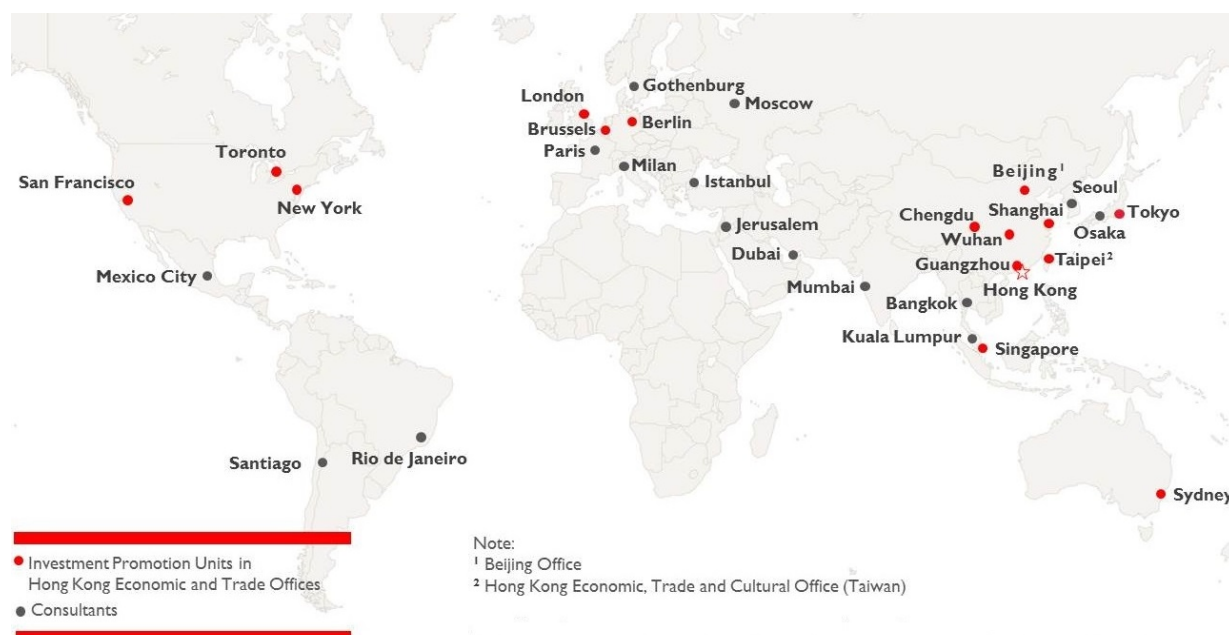 Gothenburg
London
Moscow
Brussels
Berlin
Paris
Milan
Toronto
Istanbul
San Francisco
New York
Beijing¹
Seoul
Chengdu
Shanghai
Tokyo
Jerusalem
Wuhan
Osaka
Dubai
Guangzhou
Taipei²
Mexico City
Mumbai
Hong Kong
Bangkok
Kuala Lumpur
Singapore
Santiago
Rio de Janeiro
Sydney
Investment Promotion Units in
Hong Kong Economic and Trade Offices
Consultants
Note:
¹ Beijing Office
² Hong Kong Economic, Trade and Cultural Office (Taiwan)